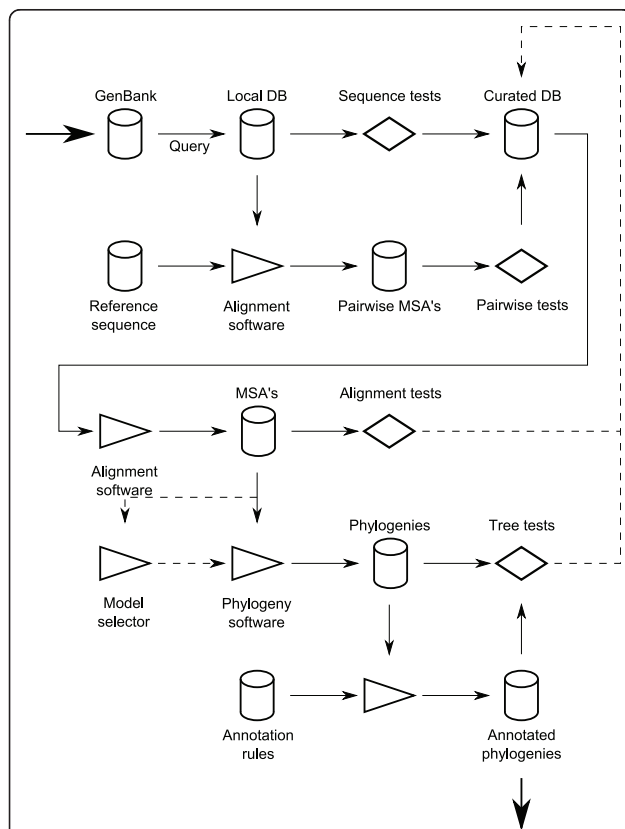 GenBank
Local DB
Sequence tests
Curated DB
Query
Reference
sequence
Alignment
software
Pairwise MSA's
Pairwise tests
MSA's
Alignment tests
Alignment
software
Phylogenies
Tree tests
Model
selector
Phylogeny
software
Annotation
rules
Annotated
phylogenies